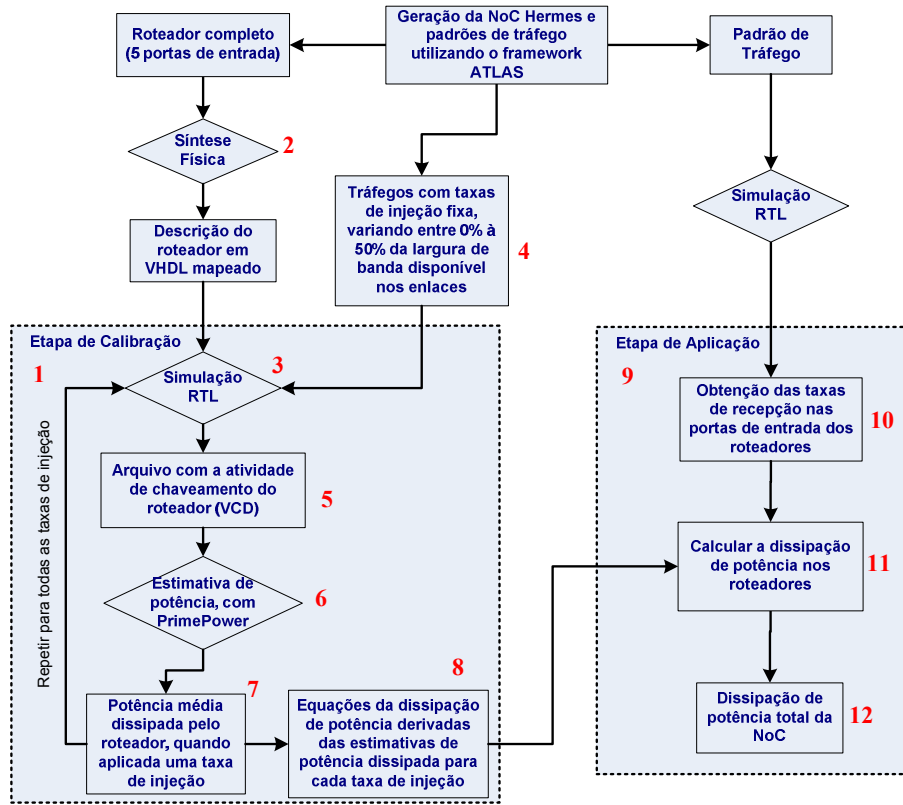 Roteador completo
(5 portas de entrada)
Geração da NoC Hermes e
padrões de tráfego
utilizando o framework
ATLAS
Padrão de
Tráfego
Síntese
Física
2
Tráfegos com taxas
de injeção fixa,
variando entre 0% à
50% da largura de
banda disponível
nos enlaces
4
Simulação
RTL
Descrição do
roteador em
VHDL mapeado
Etapa de Calibração
1
3
Simulação
RTL
Repetir para todas as taxas de injeção
Arquivo com a atividade
de chaveamento do
roteador (VCD)
5
Estimativa de
potência, com
PrimePower
6
7
Potência média
dissipada pelo
roteador, quando
aplicada uma taxa
de injeção
8
Equações da dissipação
de potência derivadas
das estimativas de
potência dissipada para
cada taxa de injeção
Etapa de Aplicação
9
Obtenção das taxas
de recepção nas
portas de entrada dos
roteadores
10
Calcular a dissipação
de potência nos
roteadores
11
Dissipação de
potência total da
NoC
12